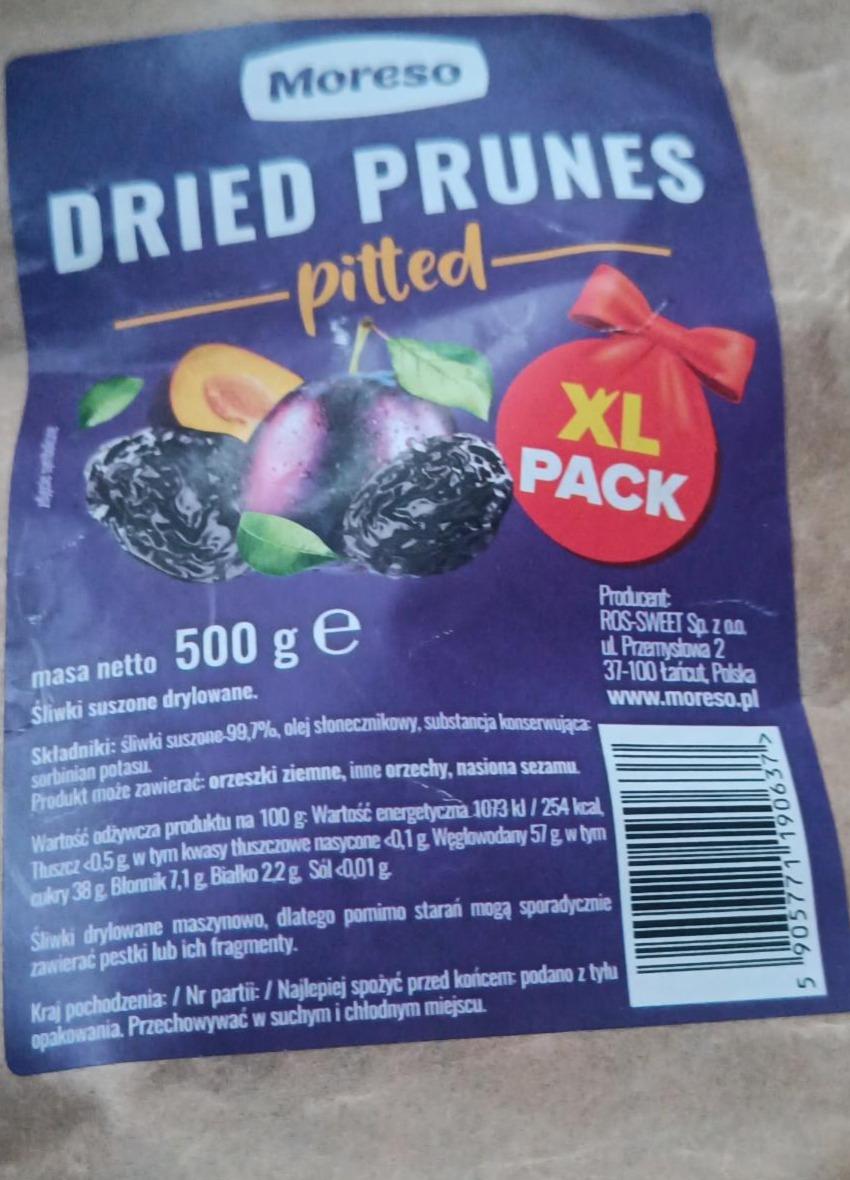 Moreso
DRIED PRUNES
pitted
XL
PACK
masa netto 500 g e
Producent:
ROS-SWEET Sp. z o.o.
ul. Przemysłowa 2
37-100 Łańcut, Polska
www.moreso.pl
Śliwki suszone drylowane.
Składniki: śliwki suszone-99,7%, olej słonecznikowy, substancja konserwująca:
sorbinian potasu.
Produkt może zawierać: orzeszki ziemne, inne orzechy, nasiona sezamu.
Wartość odżywcza produktu na 100 g: Wartość energetyczna 1073 kJ / 254 kcal,
Tłuszcz <0,5 g, w tym kwasy tłuszczowe nasycone <0,1 g, Węglowodany 57 g, w tym
cukry 38 g, Błonnik 7,1 g, Białko 2,2 g, Sól <0,01 g.
Śliwki drylowane maszynowo, dlatego pomimo starań mogą sporadycznie
zawierać pestki lub ich fragmenty.
Kraj pochodzenia: / Nr partii: / Najlepiej spożyć przed końcem: podano z tyłu
opakowania. Przechowywać w suchym i chłodnym miejscu.
5 905771 190637 >